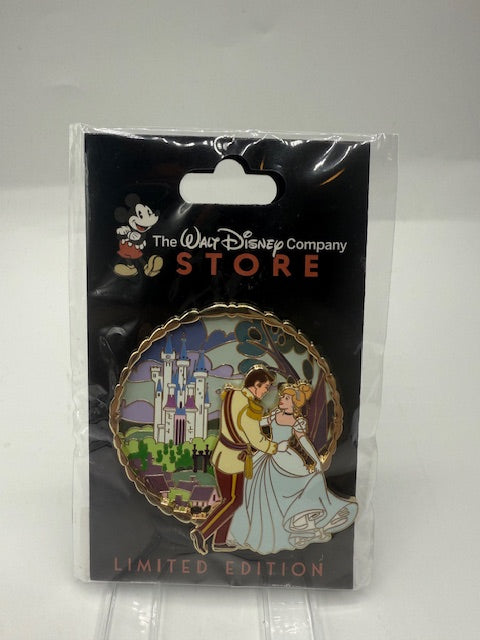 The WALT DISNEY Company
STORE
LIMITED EDITION